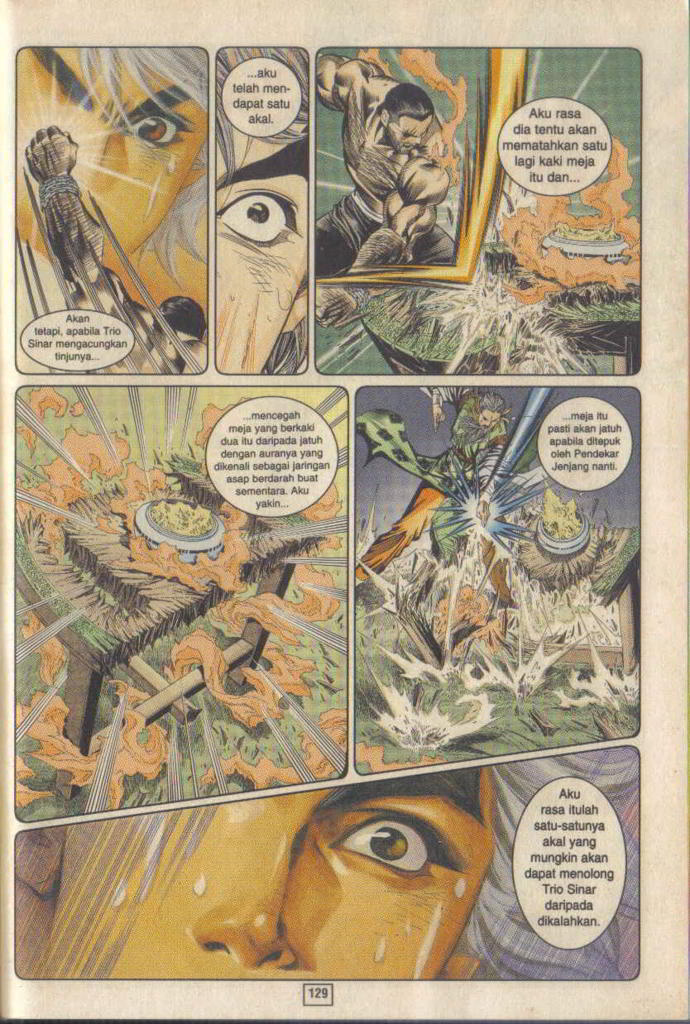 Akan
tetapi, apabila Trio
Sinar mengacungkan
tinjunya...
...aku
telah men-
dapat satu
akal.
Aku rasa
dia tentu akan
mematahkan satu
lagi kaki meja
itu dan...
...mencegah
meja yang berkaki
dua itu daripada jatuh
dengan auranya yang
dikenali sebagai jaringan
asap berdarah buat
sementara. Aku
yakin...
...meja itu
pasti akan jatuh
apabila ditepuk
oleh Pendekar
Jenjang nanti.
Aku
rasa itulah
satu-satunya
akal yang
mungkin akan
dapat menolong
Trio Sinar
daripada
dikalahkan.
129